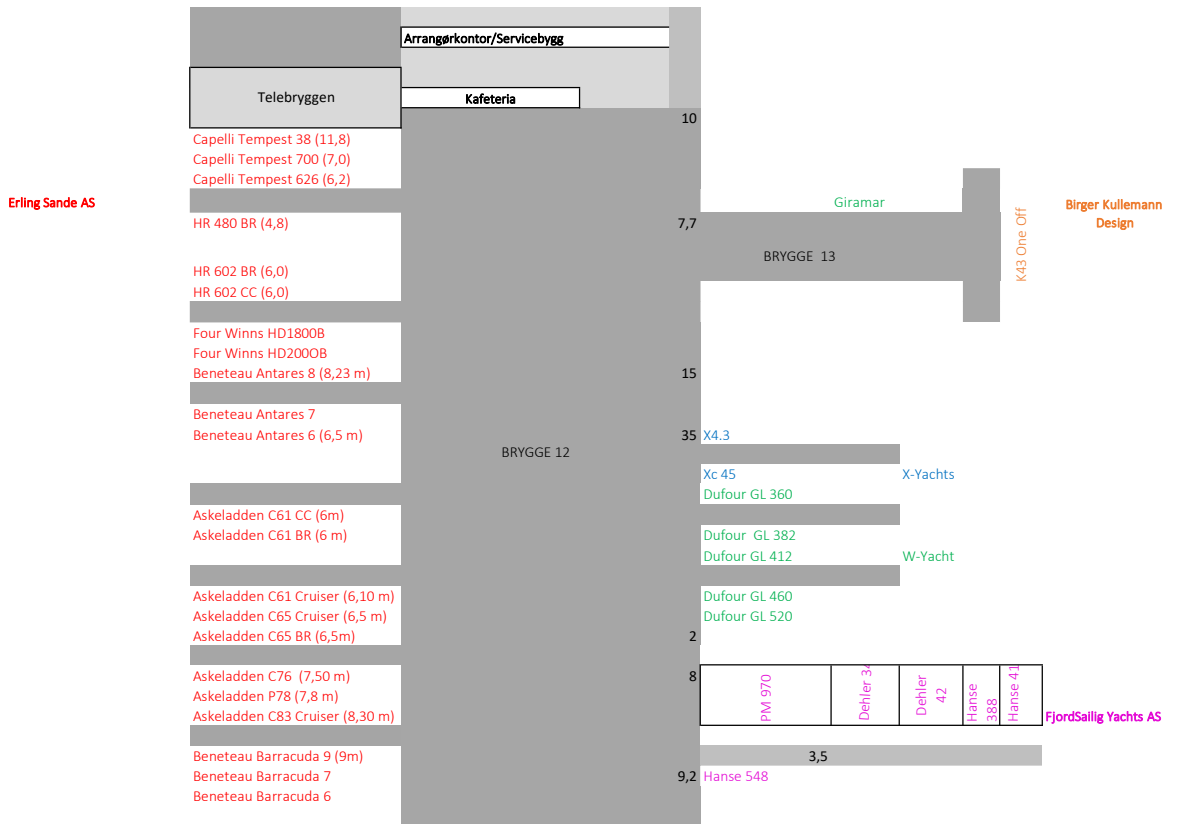 Arrangørkontor/Servicebygg
Telebryggen
Kafeteria
10
Capelli Tempest 38 (11,8)
Capelli Tempest 700 (7,0)
Capelli Tempest 626 (6,2)
Erling Sande AS
Giramar
Birger Kullemann
Design
HR 480 BR (4,8)
7,7
K43 One Off
BRYGGE 13
HR 602 BR (6,0)
HR 602 CC (6,0)
Four Winns HD1800B
Four Winns HD200OB
Beneteau Antares 8 (8,23 m)
15
Beneteau Antares 7
Beneteau Antares 6 (6,5 m)
35
X4.3
BRYGGE 12
Xc 45
X-Yachts
Dufour GL 360
Askeladden C61 CC (6m)
Askeladden C61 BR (6 m)
Dufour GL 382
Dufour GL 412
W-Yacht
Askeladden C61 Cruiser (6,10 m)
Dufour GL 460
Askeladden C65 Cruiser (6,5 m)
Dufour GL 520
Askeladden C65 BR (6,5m)
2
Askeladden C76 (7,50 m)
8
PM 970
Dehler 34
Dehler
42
Hanse
388
Hanse 41
Askeladden P78 (7,8 m)
Askeladden C83 Cruiser (8,30 m)
FjordSailig Yachts AS
Beneteau Barracuda 9 (9m)
3,5
Beneteau Barracuda 7
9,2
Hanse 548
Beneteau Barracuda 6